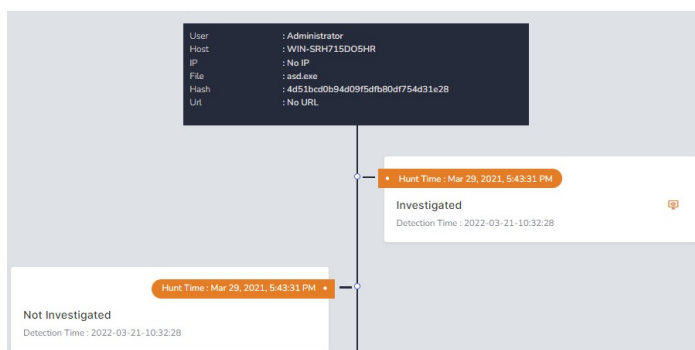 User : Administrator
Host : WIN-SRH715DO5HR
IP : No IP
File : asd.exe
Hash : 4d51bcd0b94d09f5dfb80df754d31e28
Url : No URL
• Hunt Time : Mar 29, 2021, 5:43:31 PM
Investigated
Detection Time : 2022-03-21-10:32:28
Hunt Time : Mar 29, 2021, 5:43:31 PM •
Not Investigated
Detection Time : 2022-03-21-10:32:28